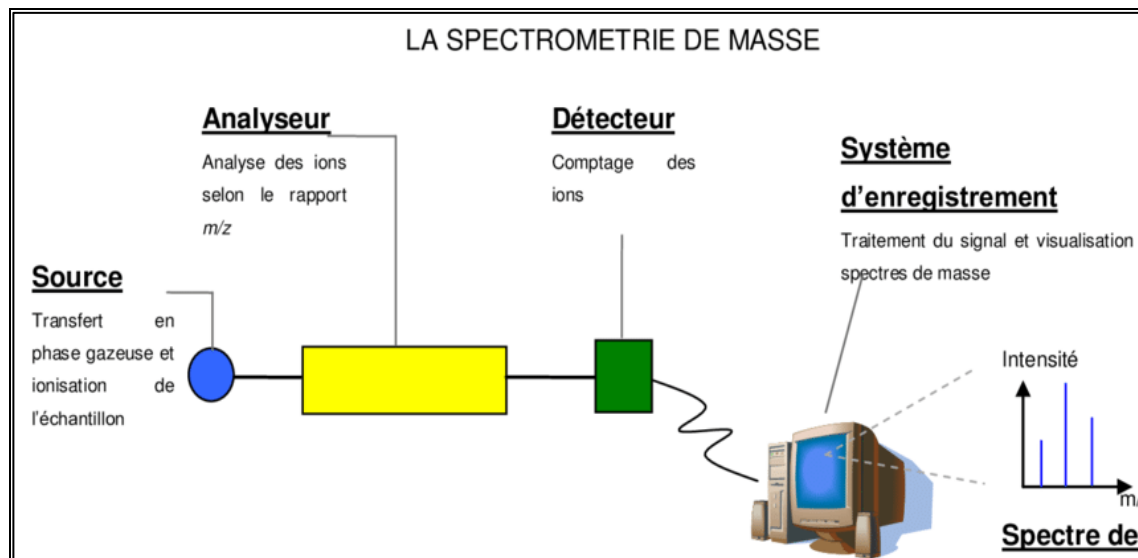 LA SPECTROMETRIE DE MASSE
Analyseur
Analyse des ions
selon le rapport
m/z
Détecteur
Comptage des
ions
Système
d'enregistrement
Traitement du signal et visualisation
spectres de masse
Source
Transfert en
phase gazeuse et
ionisation de
l'échantillon
Intensité
m/
Spectre de